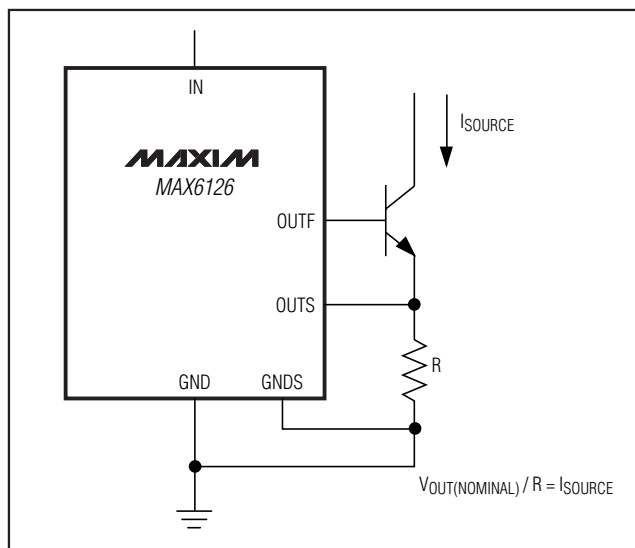 IN
ISOURCE
MAXIM
MAX6126
OUTF
OUTS
R
GND
GNDS
VOUT(NOMINAL) / R = ISOURCE